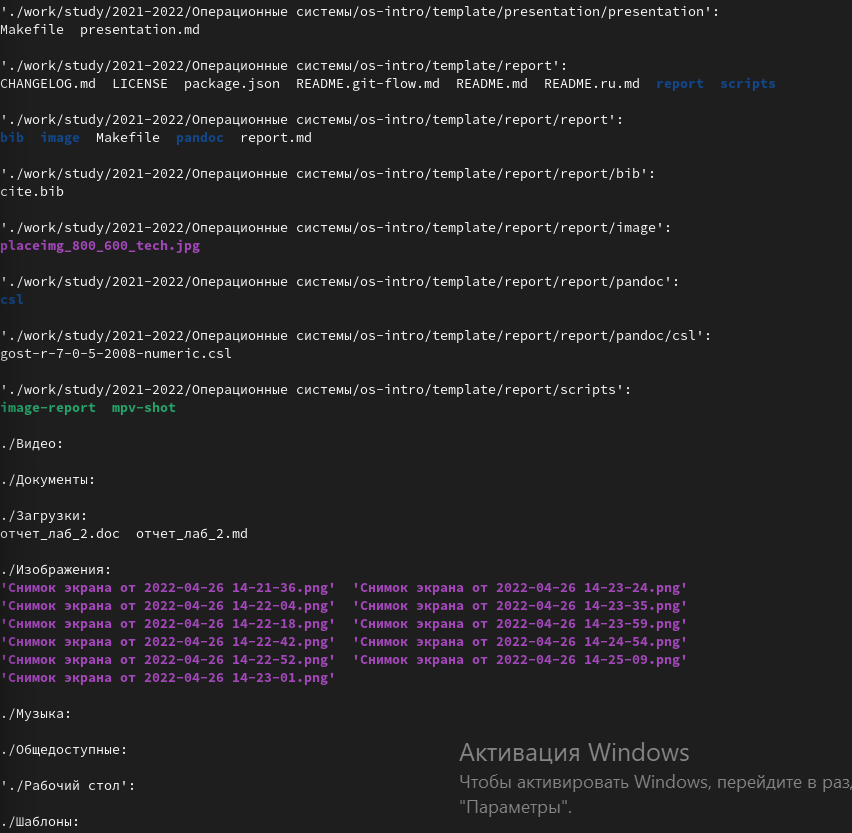 './work/study/2021-2022/Операционные системы/os-intro/template/presentation/presentation':
Makefile  presentation.md
'./work/study/2021-2022/Операционные системы/os-intro/template/report':
CHANGELOG.md  LICENSE  package.json  README.git-flow.md  README.md  README.ru.md  report  scripts
'./work/study/2021-2022/Операционные системы/os-intro/template/report/report':
bib  image  Makefile  pandoc  report.md
'./work/study/2021-2022/Операционные системы/os-intro/template/report/report/bib':
cite.bib
'./work/study/2021-2022/Операционные системы/os-intro/template/report/report/image':
placeimg_800_600_tech.jpg
'./work/study/2021-2022/Операционные системы/os-intro/template/report/report/pandoc':
csl
'./work/study/2021-2022/Операционные системы/os-intro/template/report/report/pandoc/csl':
gost-r-7-0-5-2008-numeric.csl
'./work/study/2021-2022/Операционные системы/os-intro/template/report/scripts':
image-report  mpv-shot
./Видео:
./Документы:
./Загрузки:
отчет_лаб_2.doc  отчет_лаб_2.md
./Изображения:
'Снимок экрана от 2022-04-26 14-21-36.png'  'Снимок экрана от 2022-04-26 14-23-24.png'
'Снимок экрана от 2022-04-26 14-22-04.png'  'Снимок экрана от 2022-04-26 14-23-35.png'
'Снимок экрана от 2022-04-26 14-22-18.png'  'Снимок экрана от 2022-04-26 14-23-59.png'
'Снимок экрана от 2022-04-26 14-22-42.png'  'Снимок экрана от 2022-04-26 14-24-54.png'
'Снимок экрана от 2022-04-26 14-22-52.png'  'Снимок экрана от 2022-04-26 14-25-09.png'
'Снимок экрана от 2022-04-26 14-23-01.png'
./Музыка:
./Общедоступные:
'./Рабочий стол':
./Шаблоны:
Активация Windows
Чтобы активировать Windows, перейдите в раз
"Параметры".